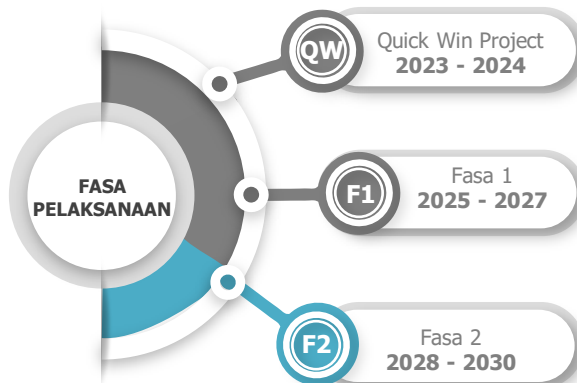 FASA
PELAKSANAAN
QW
Quick Win Project
2023 - 2024
F1
Fasa 1
2025 - 2027
F2
Fasa 2
2028 - 2030